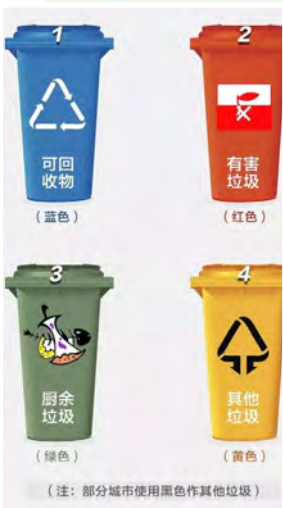 1
2
可回
收物
有害
垃圾
（蓝色）
（红色）
3
4
厨余
垃圾
其他
垃圾
（绿色）
（黄色）
（注：部分城市使用黑色作其他垃圾）